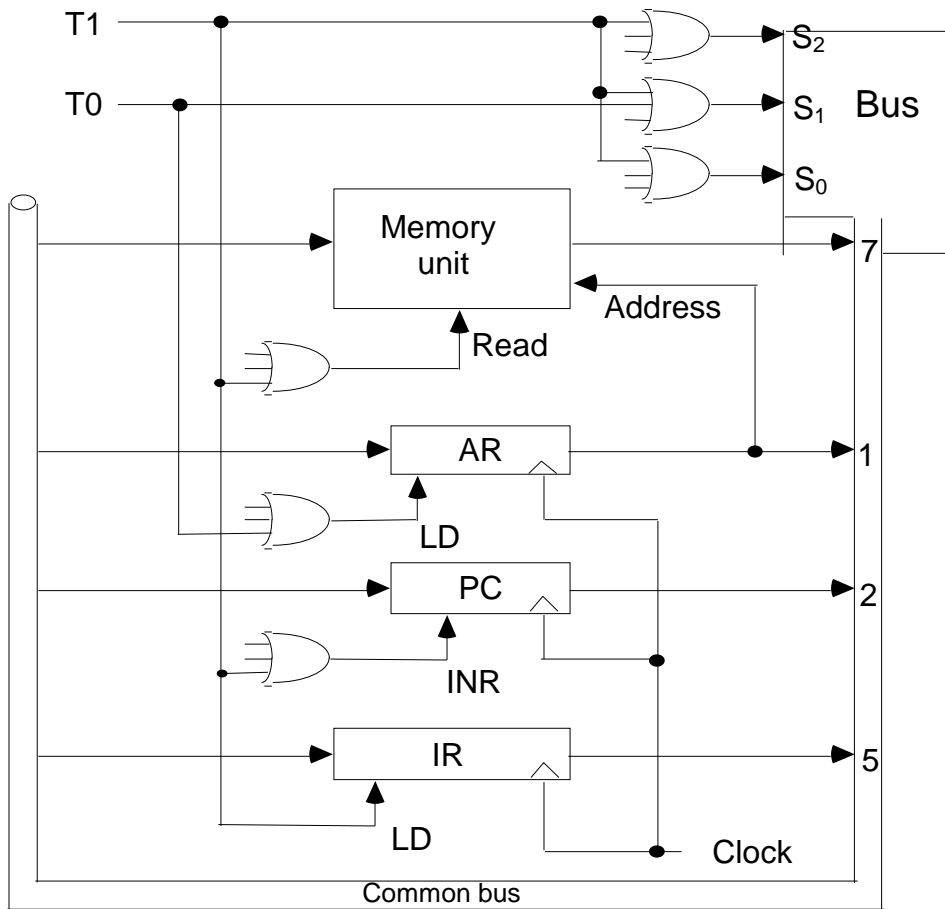 T1
S2
T0
S1
Bus
S0
Memory
unit
7
Address
Read
AR
1
LD
PC
2
INR
IR
5
LD
Clock
Common bus